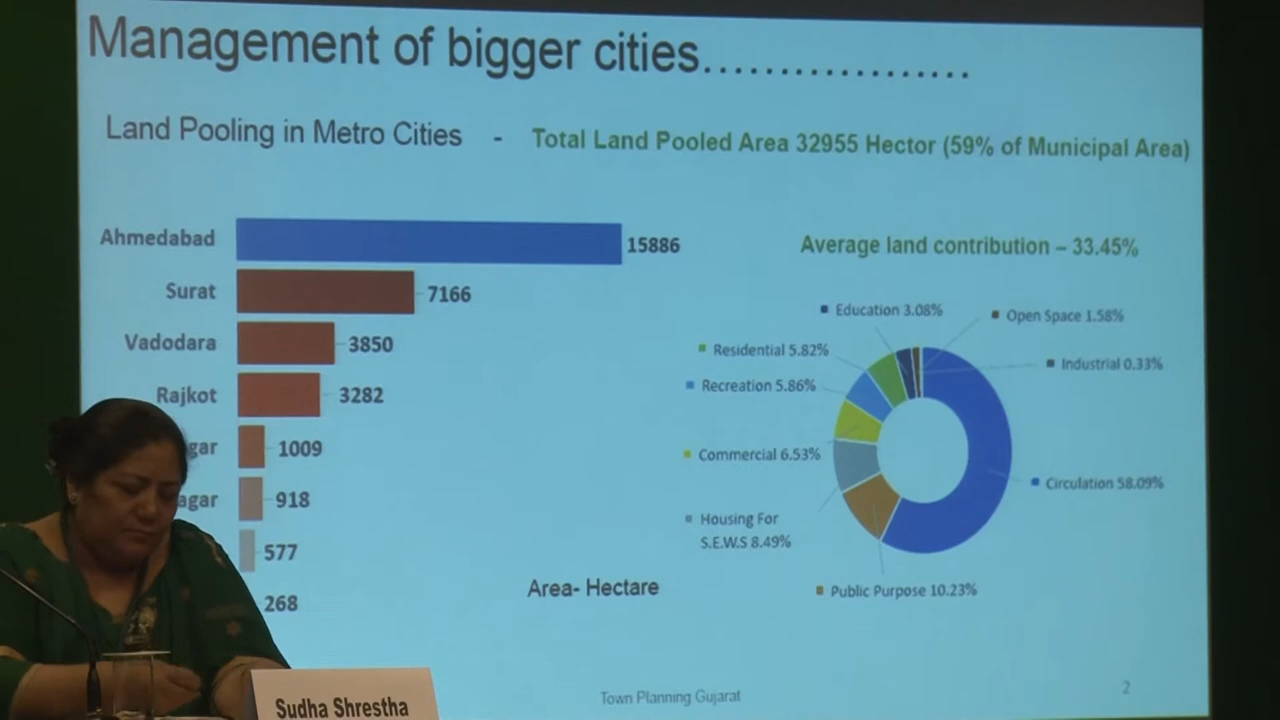 Management of bigger cities..................
Land Pooling in Metro Cities - Total Land Pooled Area 32955 Hector (59% of Municipal Area)
Ahmedabad 15886
Surat 7166
Vadodara 3850
Rajkot 3282
gar 1009
agar 918
577
268
Area- Hectare
Average land contribution – 33.45%
Education 3.08%
Open Space 1.58%
Residential 5.82%
Industrial 0.33%
Recreation 5.86%
Commercial 6.53%
Circulation 58.09%
Housing For
S.E.W.S 8.49%
Public Purpose 10.23%
Town Planning Gujarat
2
Sudha Shrestha